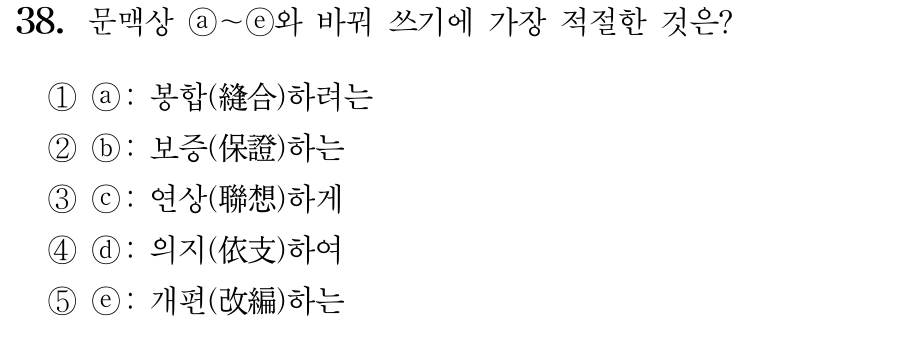 38. 문맥상 ⓐ~ⓔ와 바꿔 쓰기에 가장 적절한 것은?
① ⓐ: 봉합(縫合)하려는
② ⓑ: 보증(保證)하는
③ ⓒ: 연상(聯想)하게
④ ⓓ: 의지(依支)하여
⑤ ⓔ: 개편(改編)하는